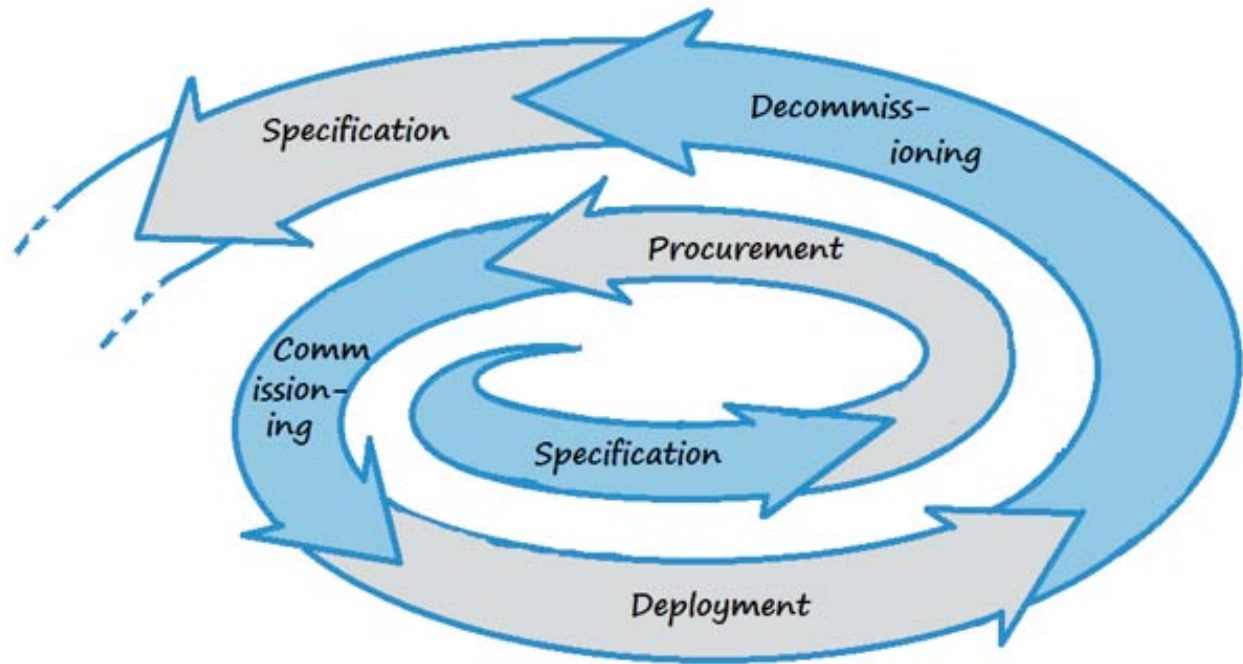 Specification
Decommiss-
ioning
Procurement
Comm
ission-
ing
Specification
Deployment